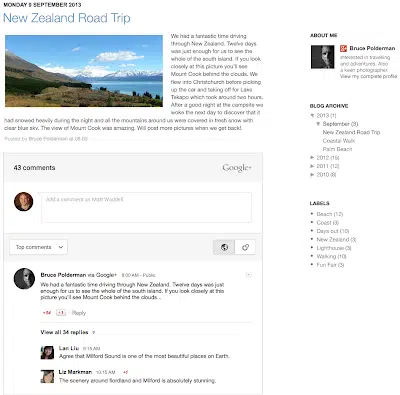 MONDAY 9 SEPTEMBER 2013
New Zealand Road Trip
We had a fantastic time driving
through New Zealand. Twelve days
was just enough for us to see the
whole of the south island. If you look
closely at this picture you'll see
Mount Cook behind the clouds. We
flew into Christchurch before picking
up the car and taking off for Lake
Tekapo which took around two hours.
After a good night at the campsite we
woke the next day to discover that it
had snowed heavily during the night and all the mountains around us were covered in fresh snow with
clear blue sky. The view of Mount Cook was amazing. Will post more pictures when we get back!
Posted by Bruce Polderman at 08:00
43 comments
Google+
Add a comment as Matt Waddell
Top comments
Bruce Polderman via Google+ 8:00 AM - Public
We had a fantastic time driving through New Zealand. Twelve days was just
enough for us to see the whole of the south island. If you look closely at this
picture you'll see Mount Cook behind the clouds...
+54 +1 · Reply
View all 34 replies
Lan Liu 9:15 AM
Agree that Milford Sound is one of the most beautiful places on Earth.
Liz Markman 10:15 AM +2
The scenery around fiordland and Milford is absolutely stunning.
ABOUT ME
Bruce Polderman
Interested in travelling
and adventures. Also
a keen photographer.
View my complete profile
BLOG ARCHIVE
▼ 2013 (1)
▼ September (3)
New Zealand Road Trip
Coastal Walk
Palm Beach
► 2012 (15)
► 2011 (12)
► 2010 (6)
LABELS
Beach (12)
Coast (3)
Days out (10)
New Zealand (3)
Lighthouse (3)
Walking (10)
Fun Fair (3)